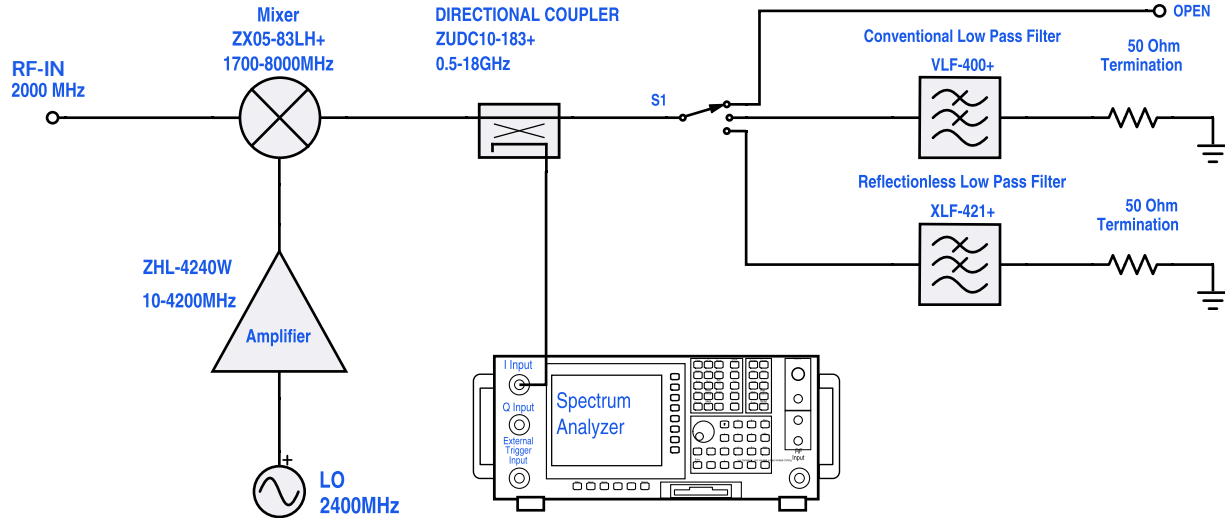 Mixer
ZX05-83LH+
1700-8000MHz
DIRECTIONAL COUPLER
ZUDC10-183+
0.5-18GHz
OPEN
Conventional Low Pass Filter
VLF-400+
50 Ohm
Termination
RF-IN
2000 MHz
S1
Reflectionless Low Pass Filter
XLF-421+
50 Ohm
Termination
ZHL-4240W
10-4200MHz
Amplifier
I Input
Q Input
External
Trigger
Input
Spectrum
Analyzer
RF
Input
+
LO
2400MHz